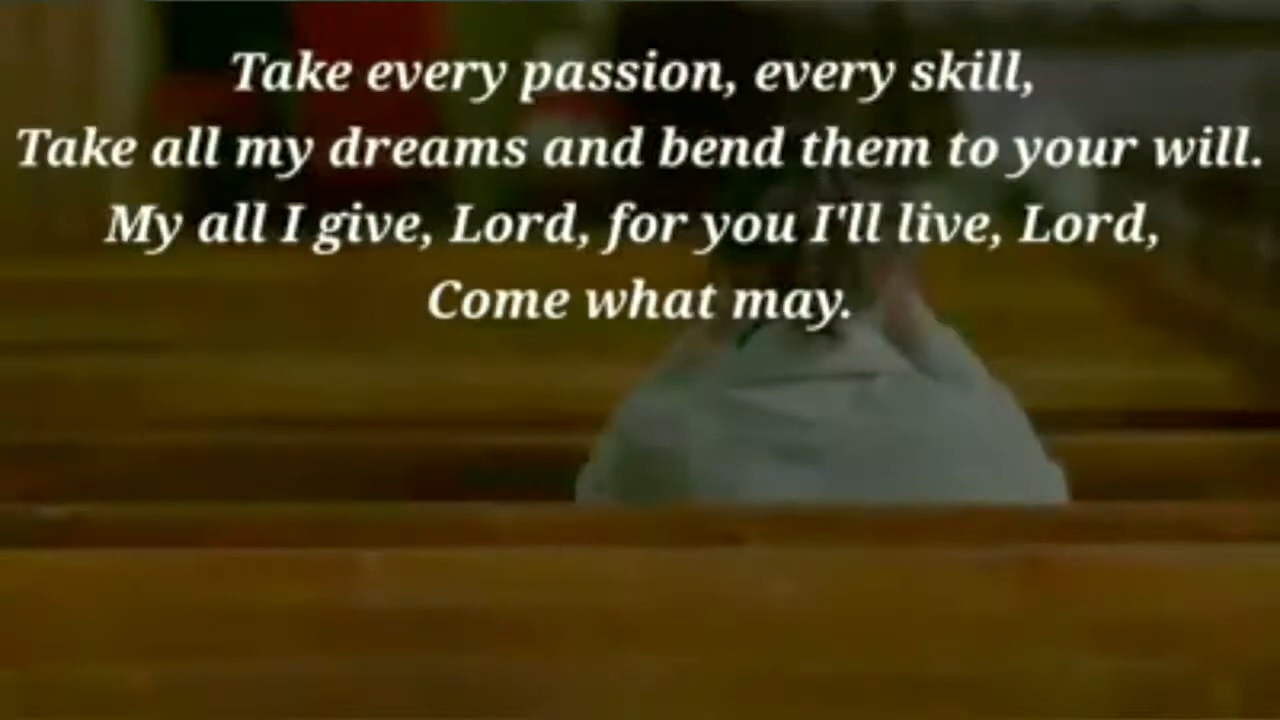 Take every passion, every skill,
Take all my dreams and bend them to your will.
My all I give, Lord, for you I'll live, Lord,
Come what may.